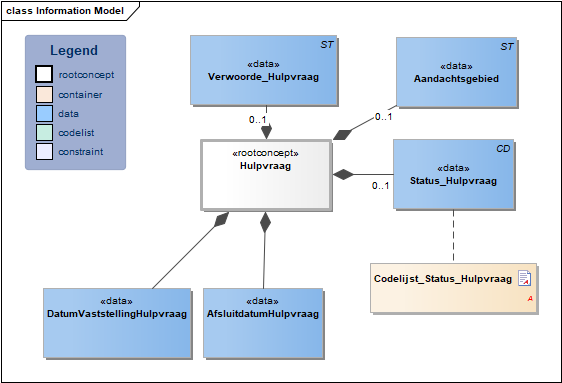 class Information Model
Legend
rootconcept
container
data
codelist
constraint
ST
«data»
Verwoorde_Hulpvraag
0..1
ST
«data»
Aandachtsgebied
0..1
«rootconcept»
Hulpvraag
CD
«data»
Status_Hulpvraag
0..1
Codelijst_Status_Hulpvraag
A
«data»
DatumVaststellingHulpvraag
«data»
AfsluitdatumHulpvraag